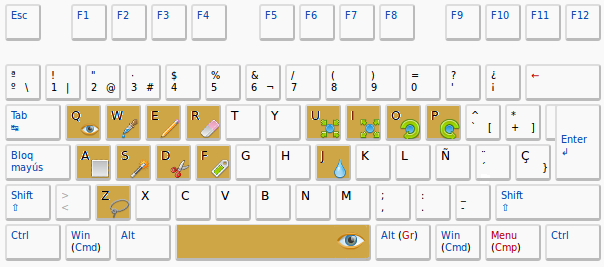 Esc F1 F2 F3 F4 F5 F6 F7 F8 F9 F10 F11 F12
ª ! " · $ % & / ( ) = ? ¿ ←
º \ 1 | 2 @ 3 # 4 5 6 ¬ 7 8 9 0 ' ¡
Tab ↹ Q W E R T Y U I O P ^ *
` [ + ] Enter ↲
Bloq mayús A S D F G H J K L Ñ ¨ Ç
´ }
Shift ⇧ > Z X C V B N M ; : _ Shift ⇧
< , . -
Ctrl Win (Cmd) Alt Alt (Gr) Win (Cmd) Menu (Cmp) Ctrl